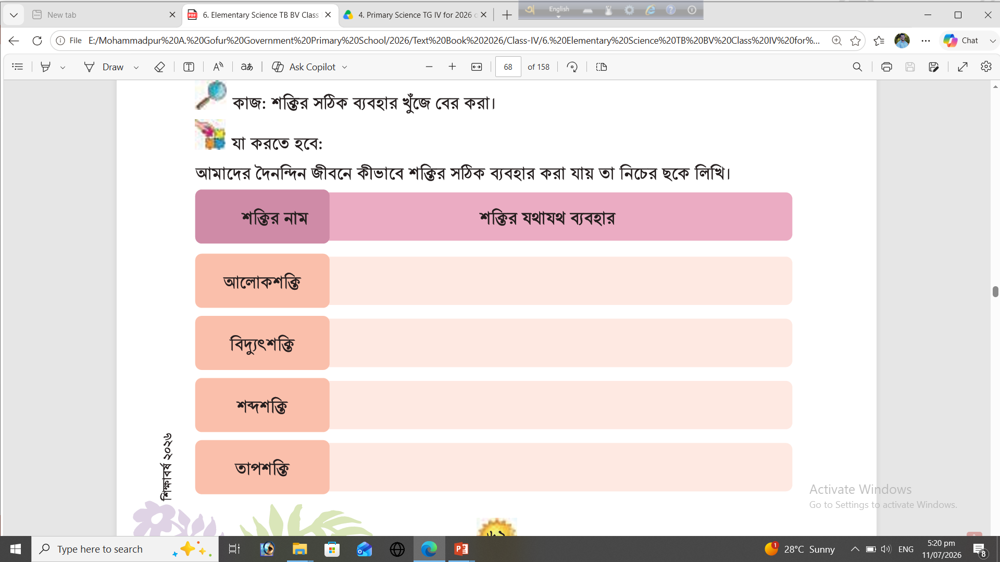 New tab
6. Elementary Science TB BV Class
4. Primary Science TG IV for 2026 c
English
File E:/Mohammadpur%20A.%20Gofur%20Government%20Primary%20School/2026/Text%20Book%202026/Class-IV/6.%20Elementary%20Science%20TB%20BV%20Class%20IV%20for%...
Chat
Draw
Ask Copilot
68 of 158
কাজ: শক্তির সঠিক ব্যবহার খুঁজে বের করা।
যা করতে হবে:
আমাদের দৈনন্দিন জীবনে কীভাবে শক্তির সঠিক ব্যবহার করা যায় তা নিচের ছকে লিখি।
শক্তির নাম
শক্তির যথাযথ ব্যবহার
আলোকশক্তি
বিদ্যুৎশক্তি
শব্দশক্তি
তাপশক্তি
শিক্ষাবর্ষ ২০২৬
Activate Windows
Go to Settings to activate Windows.
Type here to search
1
28°C Sunny
ENG
5:20 pm
11/07/2026
8